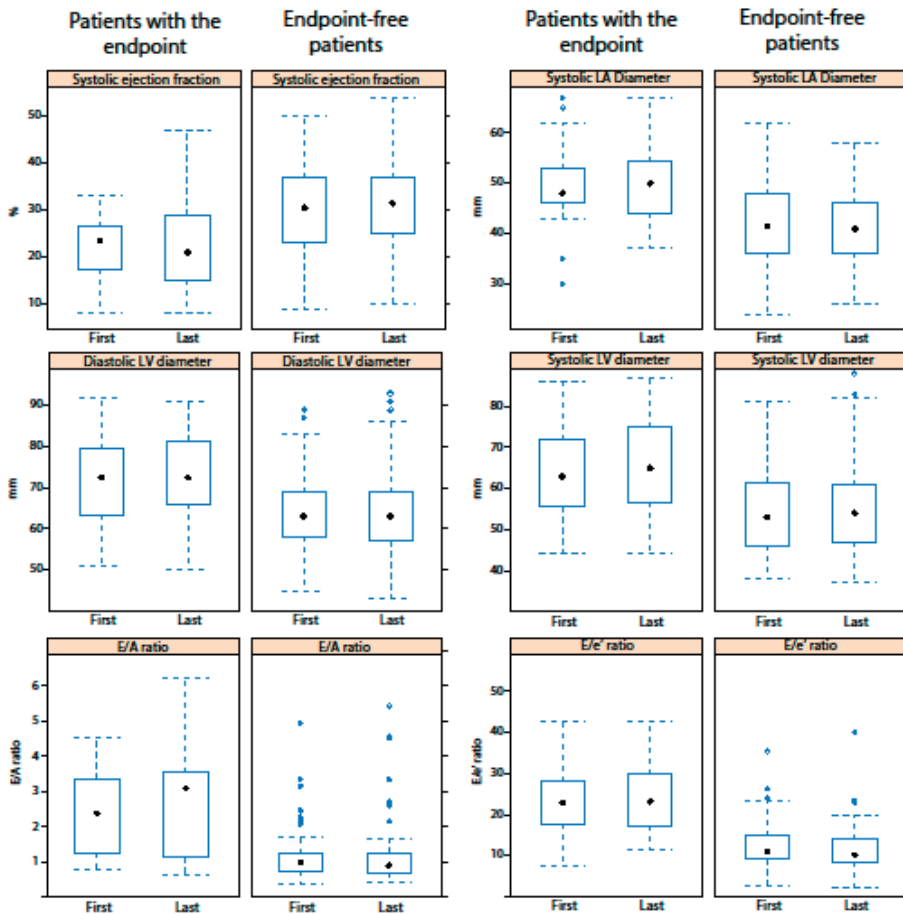 Patients with the
endpoint
Endpoint-free
patients
Patients with the
endpoint
Endpoint-free
patients
Systolic ejection fraction
Systolic ejection fraction
Systolic LA Diameter
Systolic LA Diameter
50
40
30
20
10
%
60
50
40
30
mm
First Last
First Last
First Last
First Last
Diastolic LV diameter
Diastolic LV diameter
Systolic LV diameter
Systolic LV diameter
90
80
70
60
50
mm
80
70
60
50
40
mm
First Last
First Last
First Last
First Last
E/A ratio
E/A ratio
E/e' ratio
E/e' ratio
6
5
4
3
2
1
E/A ratio
50
40
30
20
10
First Last
First Last
First Last
First Last